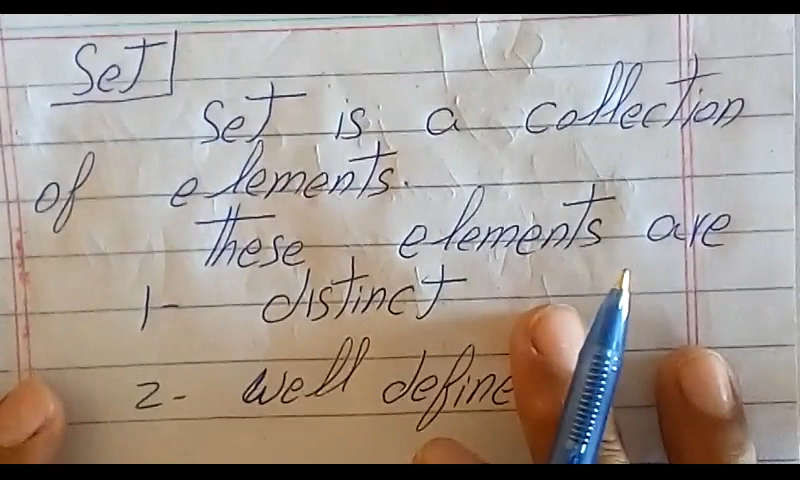 Set
Set is a collection
of elements.
These elements are
1- distinct
2- well define